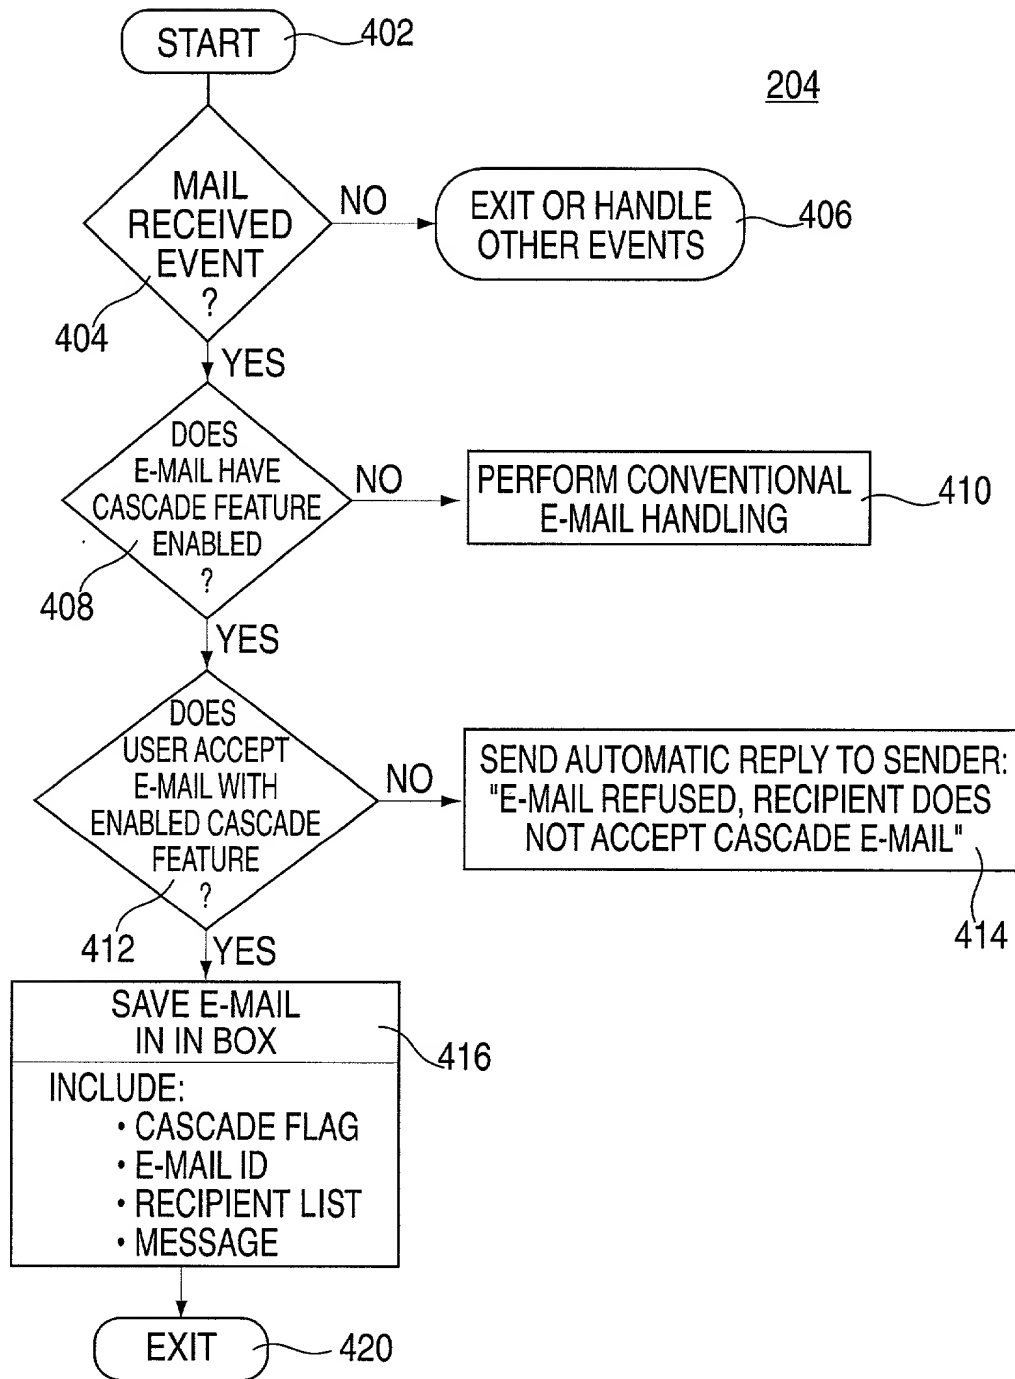 START
402
204
MAIL
RECEIVED
EVENT
?
404
NO
EXIT OR HANDLE
OTHER EVENTS
406
YES
DOES
E-MAIL HAVE
CASCADE FEATURE
ENABLED
?
408
NO
PERFORM CONVENTIONAL
E-MAIL HANDLING
410
YES
DOES
USER ACCEPT
E-MAIL WITH
ENABLED CASCADE
FEATURE
?
412
NO
SEND AUTOMATIC REPLY TO SENDER:
"E-MAIL REFUSED, RECIPIENT DOES
NOT ACCEPT CASCADE E-MAIL"
414
YES
SAVE E-MAIL
IN IN BOX
416
INCLUDE:
• CASCADE FLAG
• E-MAIL ID
• RECIPIENT LIST
• MESSAGE
EXIT
420